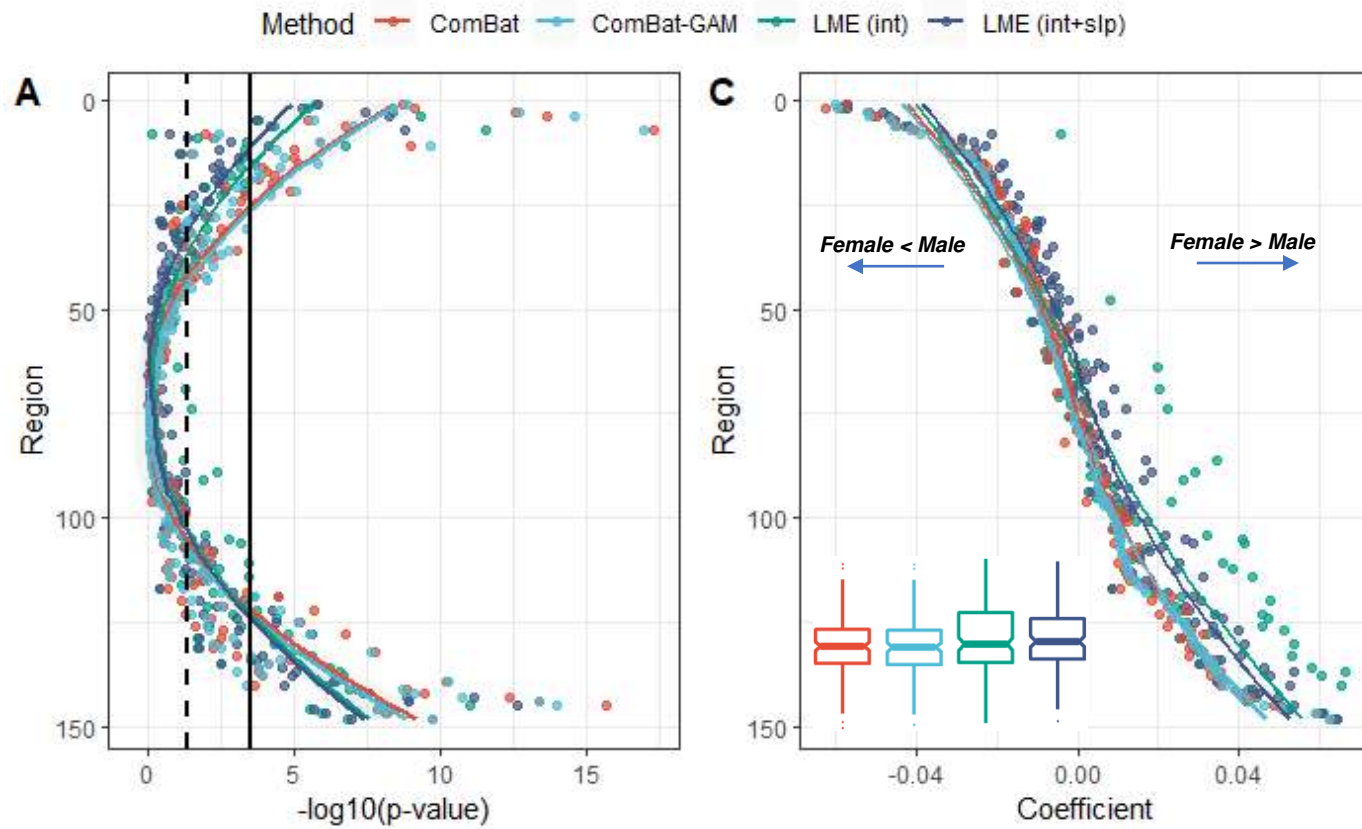 Method ComBat ComBat-GAM LME (int) LME (int+slp)
A
0
50
100
150
Region
0 5 10 15
-log10(p-value)
C
0
50
100
150
Region
Female < Male
Female > Male
-0.04 0.00 0.04
Coefficient